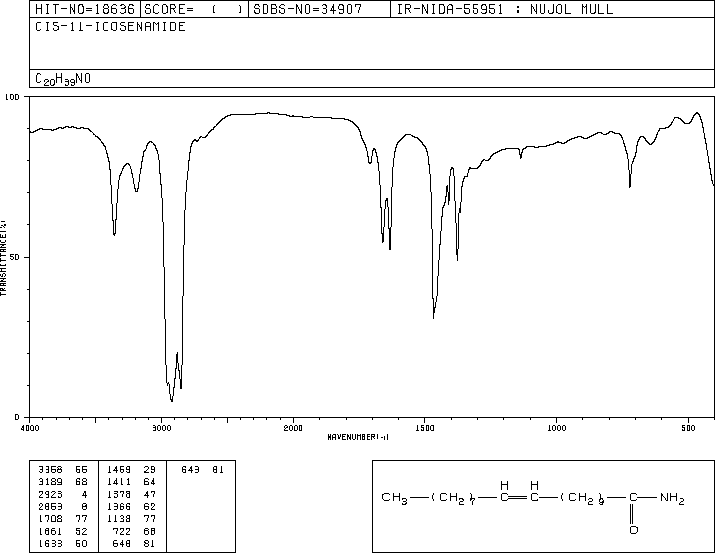 HIT-NO=18636 SCORE= ( ) SDBS-NO=34907 IR-NIDA-55951 : NUJOL MULL
CIS-11-ICOSENAMIDE
C20H39NO
100
50
0
TRANSMITTANCE(%)
4000 3000 2000 1500 1000 500
WAVENUMBER(-1)
3358 55 1469 29 643 81
3189 68 1411 64
2923 4 1378 47
2853 8 1366 62
1708 77 1138 77
1661 52 722 68
1633 50 648 81
H H
CH3 (CH2)7 C C (CH2)9 C NH2
O